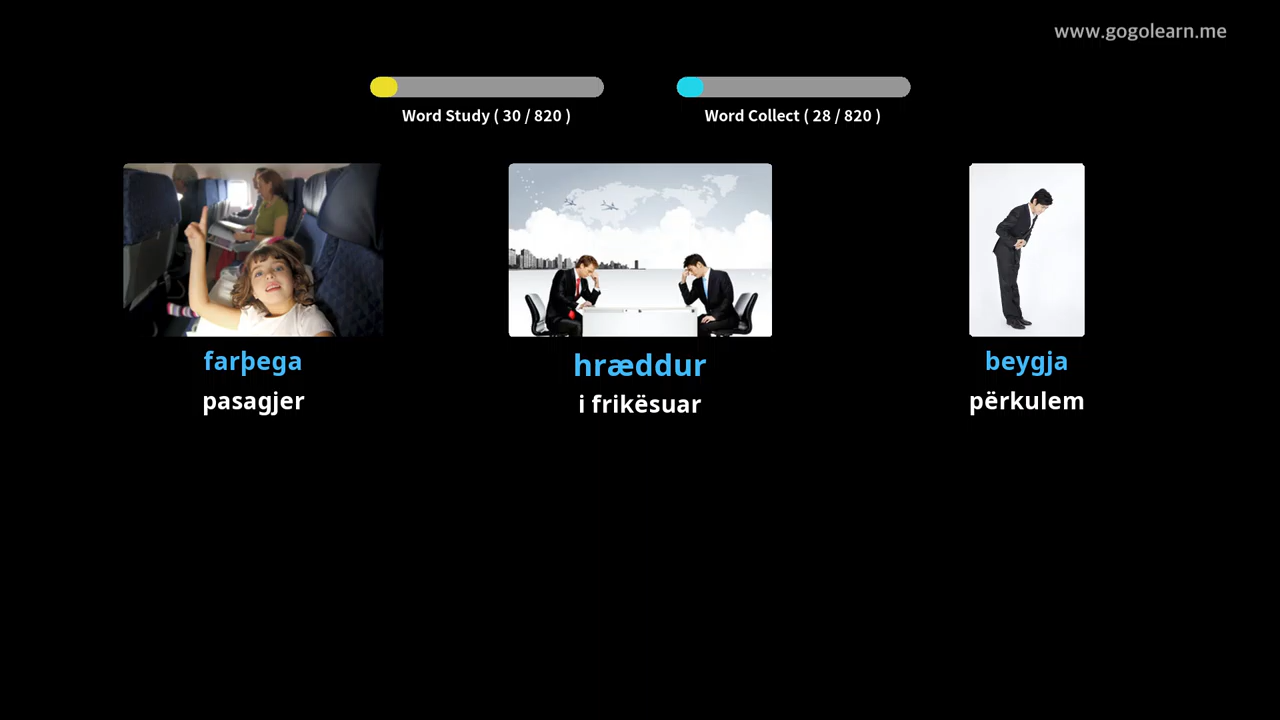 www.gogolearn.me
Word Study ( 30 / 820 )
Word Collect ( 28 / 820 )
farþega
pasagjer
hræddur
i frikësuar
beygja
përkulem